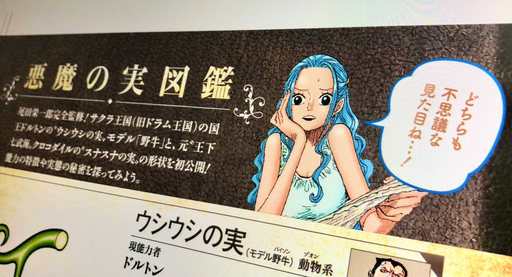 悪魔の実図鑑
尾田栄一郎完全監修!サクラ王国(旧ドラム王国)の国
王ドルトンの“ウシウシの実 モデル「野牛」と、元〝王下
七武海〟クロコダイルの“スナスナの実〟の形状を初公開!
能力の特徴や実態の秘密を探ってみよう。
どちらも
不思議な
見た目ね…!
ウシウシの実(モデル野牛) 動物系
バイソン
ゾオン
現能力者
ドルトン